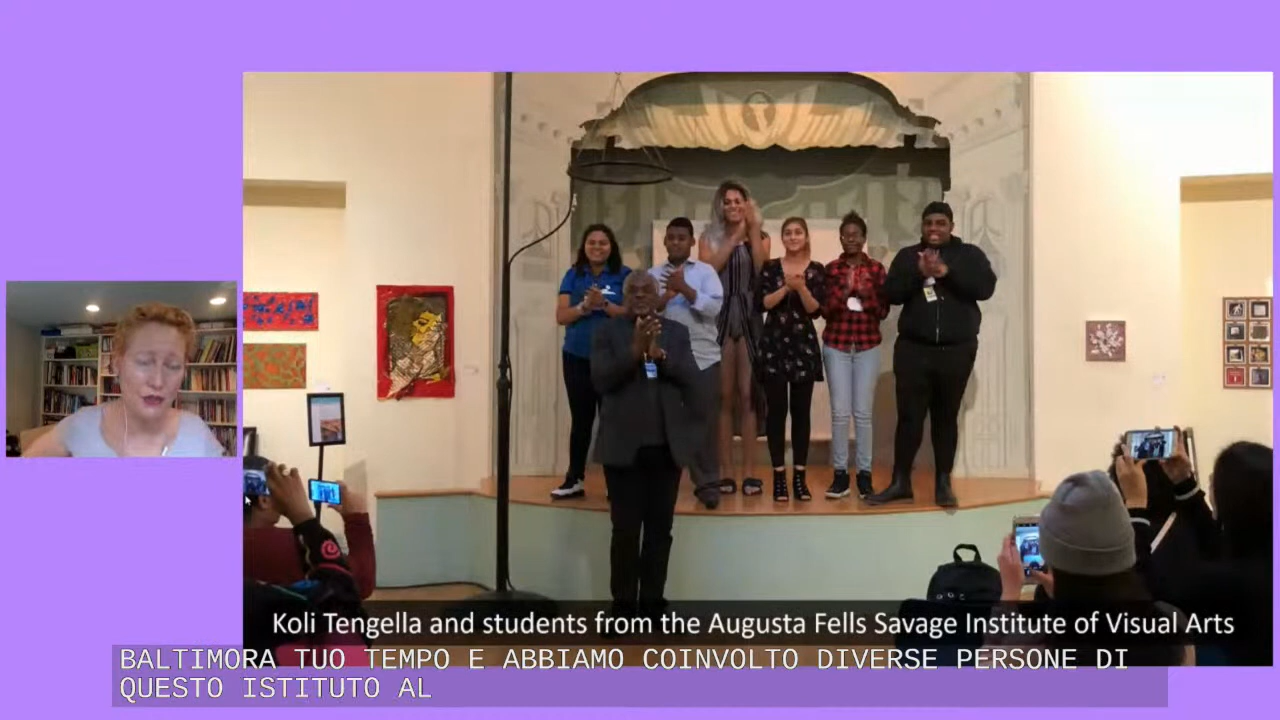 Koli Tengella and students from the Augusta Fells Savage Institute of Visual Arts
BALTIMORA TUO TEMPO E ABBIAMO COINVOLTO DIVERSE PERSONE DI
QUESTO ISTITUTO AL